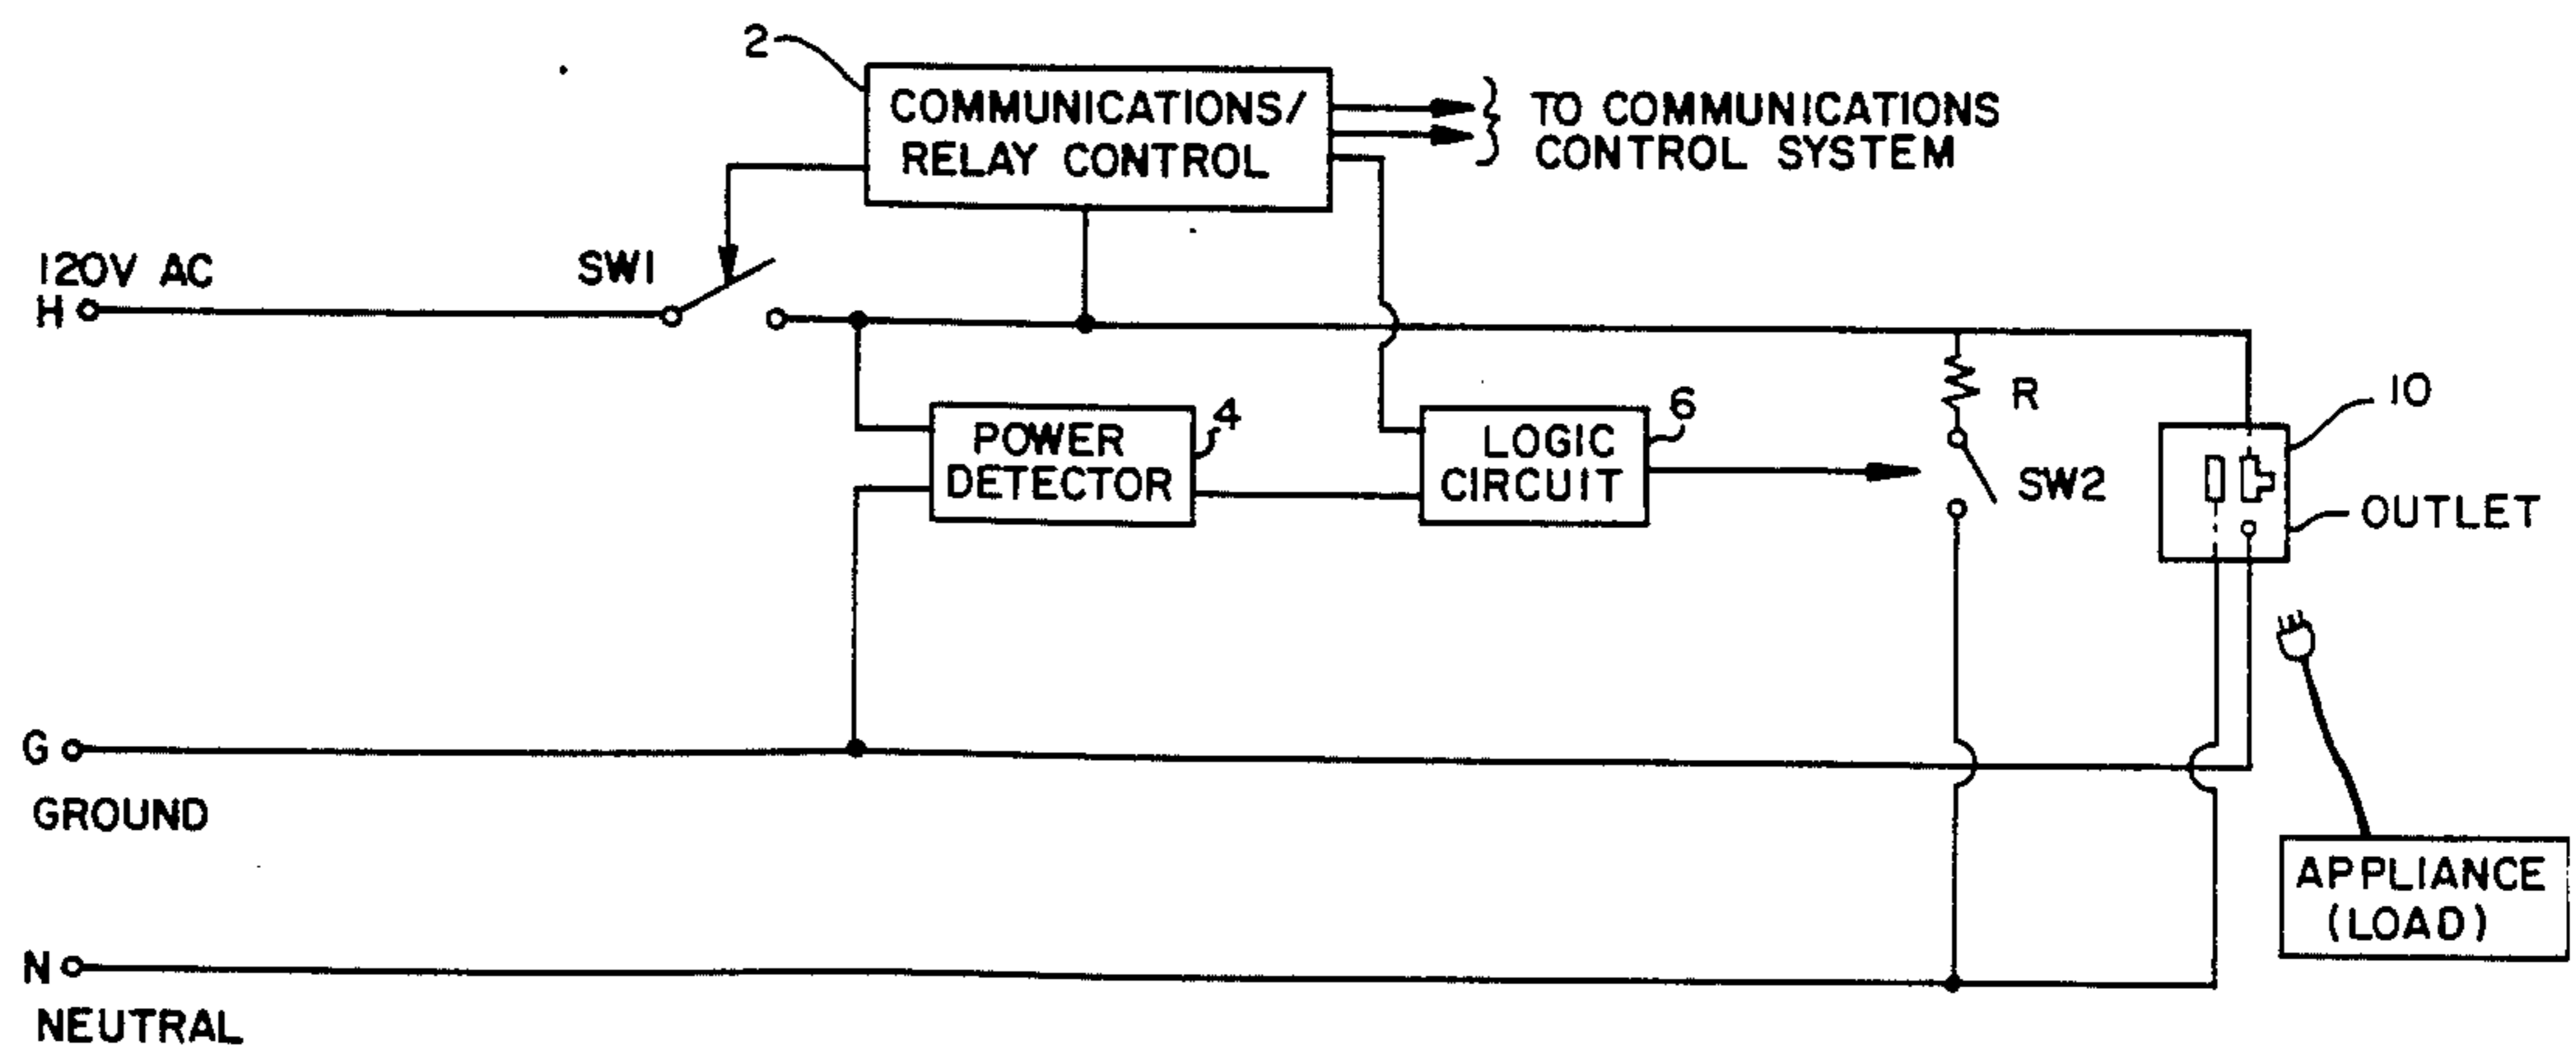 2
COMMUNICATIONS/
RELAY CONTROL
TO COMMUNICATIONS
CONTROL SYSTEM
120V AC
H
SW1
POWER
DETECTOR
4
LOGIC
CIRCUIT
6
R
SW2
10
OUTLET
G
GROUND
APPLIANCE
(LOAD)
N
NEUTRAL